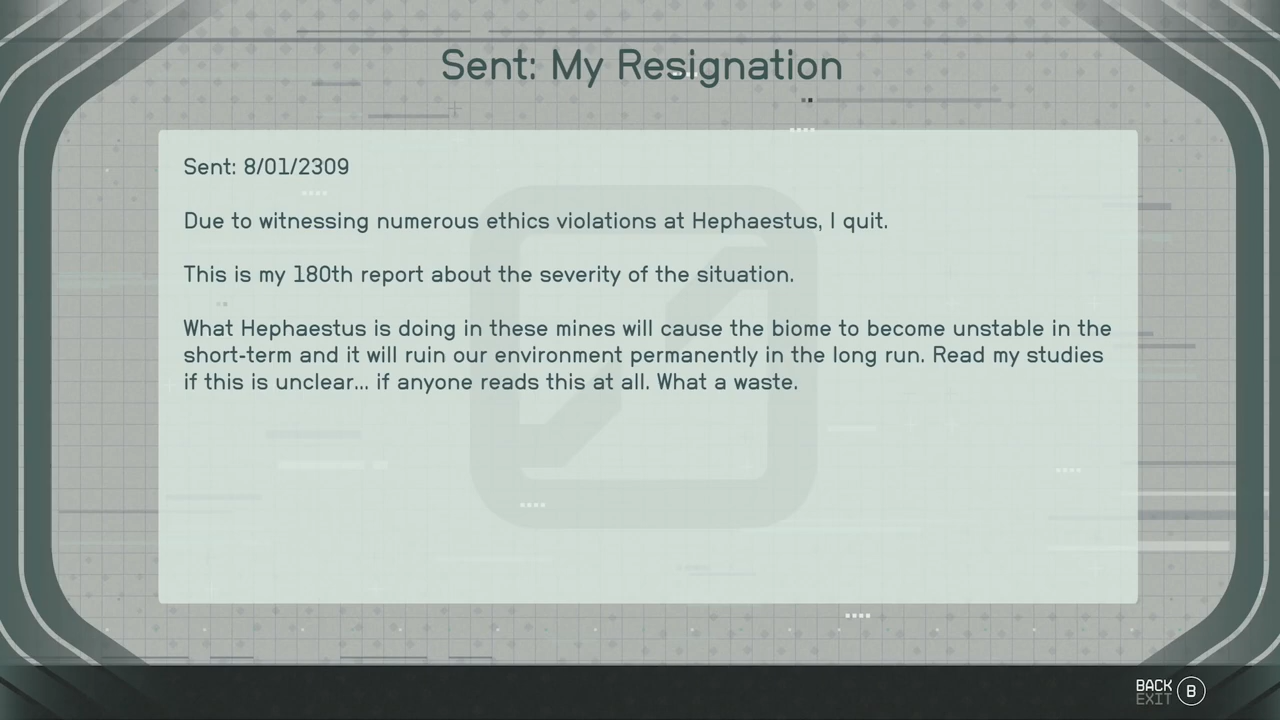 Sent: My Resignation
Sent: 8/01/2309
Due to witnessing numerous ethics violations at Hephaestus, I quit.
This is my 180th report about the severity of the situation.
What Hephaestus is doing in these mines will cause the biome to become unstable in the
short-term and it will ruin our environment permanently in the long run. Read my studies
if this is unclear... if anyone reads this at all. What a waste.
BACK
EXIT
B